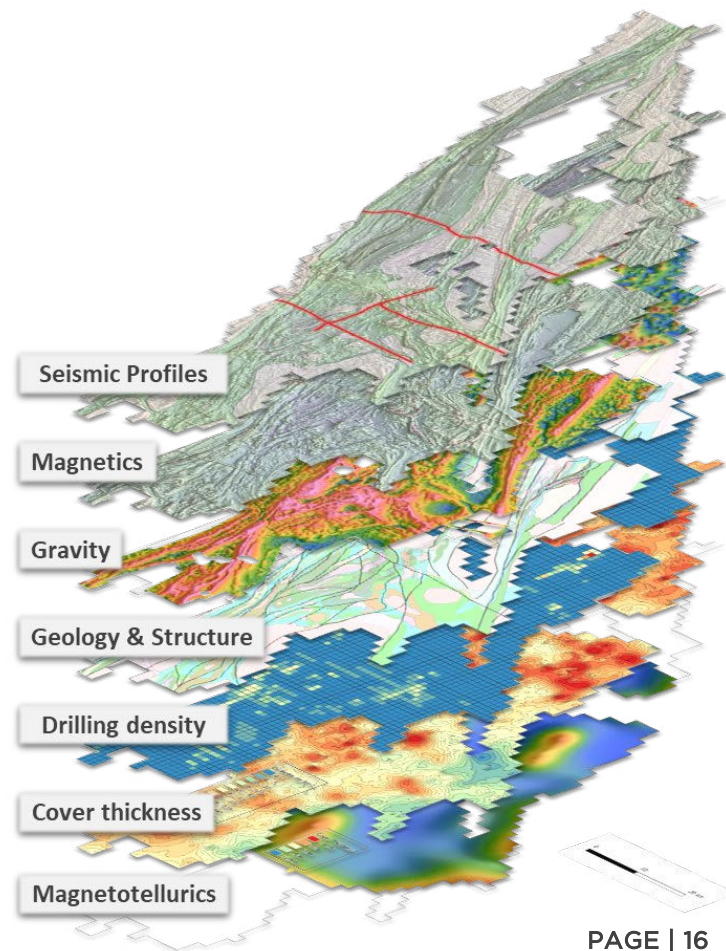 Seismic Profiles
Magnetics
Gravity
Geology & Structure
Drilling density
Cover thickness
Magnetotellurics
PAGE | 16